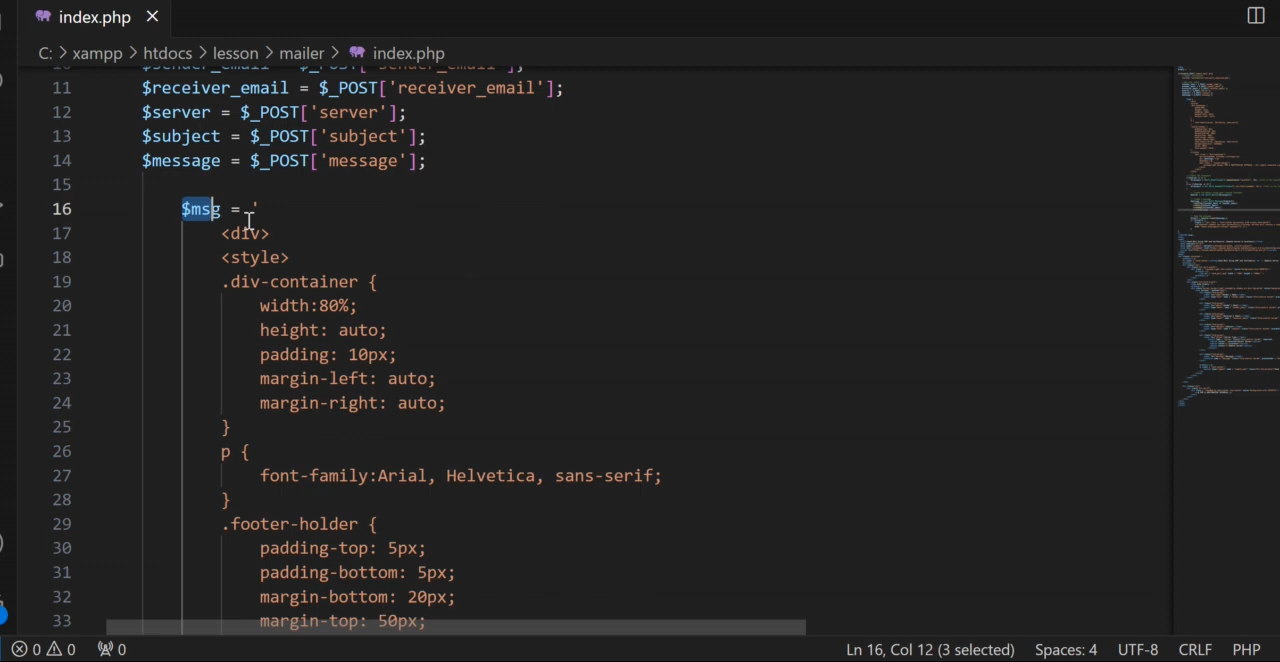 index.php
C: > xampp > htdocs > lesson > mailer > index.php
11 $receiver_email = $_POST['receiver_email'];
12 $server = $_POST['server'];
13 $subject = $_POST['subject'];
14 $message = $_POST['message'];
15
16 $msg = '
17 <div>
18 <style>
19 .div-container {
20 width:80%;
21 height: auto;
22 padding: 10px;
23 margin-left: auto;
24 margin-right: auto;
25 }
26 p {
27 font-family:Arial, Helvetica, sans-serif;
28 }
29 .footer-holder {
30 padding-top: 5px;
31 padding-bottom: 5px;
32 margin-bottom: 20px;
33 margin-top: 50px;
0 0 0 Ln 16, Col 12 (3 selected) Spaces: 4 UTF-8 CRLF PHP